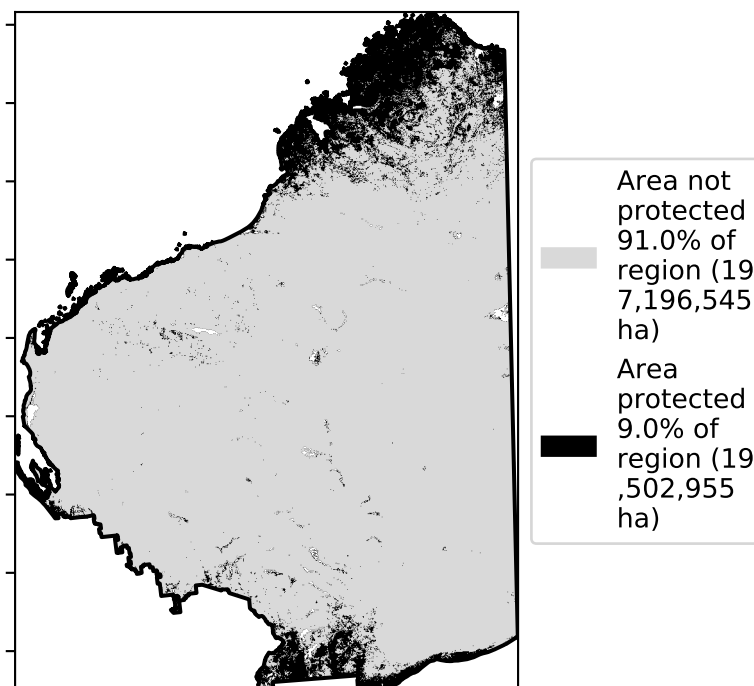 Area not
protected
91.0% of
region (19
7,196,545
ha)
Area
protected
9.0% of
region (19
,502,955
ha)